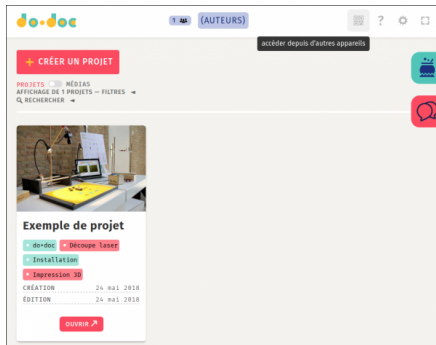 do•doc
1 (AUTEURS)
?
accéder depuis d'autres appareils
+ CRÉER UN PROJET
PROJETS MÉDIAS
AFFICHAGE DE 1 PROJETS — FILTRES
RECHERCHER
Exemple de projet
do•doc Découpe laser
Installation
Impression 3D
CRÉATION 24 mai 2018
ÉDITION 24 mai 2018
OUVRIR